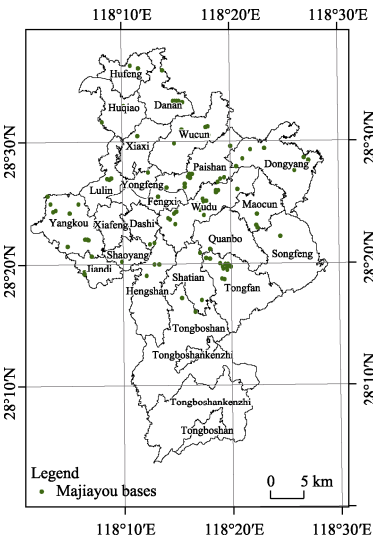 118°10′E 118°20′E 118°30′E
Hufeng
Huqiao
Danan
Wucun
28°30′N
28°30′N
Xiaxi
Paishan
Dongyang
Lulin
Yongfeng
Fengxi
Wudu
Maocun
Yangkou
Xiafeng
Dashi
Quanbo
Shaoyang
Songfeng
28°20′N
28°20′N
Jiandi
Shatian
Hengshan
Tongfan
Tongboshan
Tongboshankenzhi
28°10′N
28°10′N
Tongboshankenzhi
Tongboshan
Legend
Majiayou bases
0 5 km
118°10′E 118°20′E 118°30′E